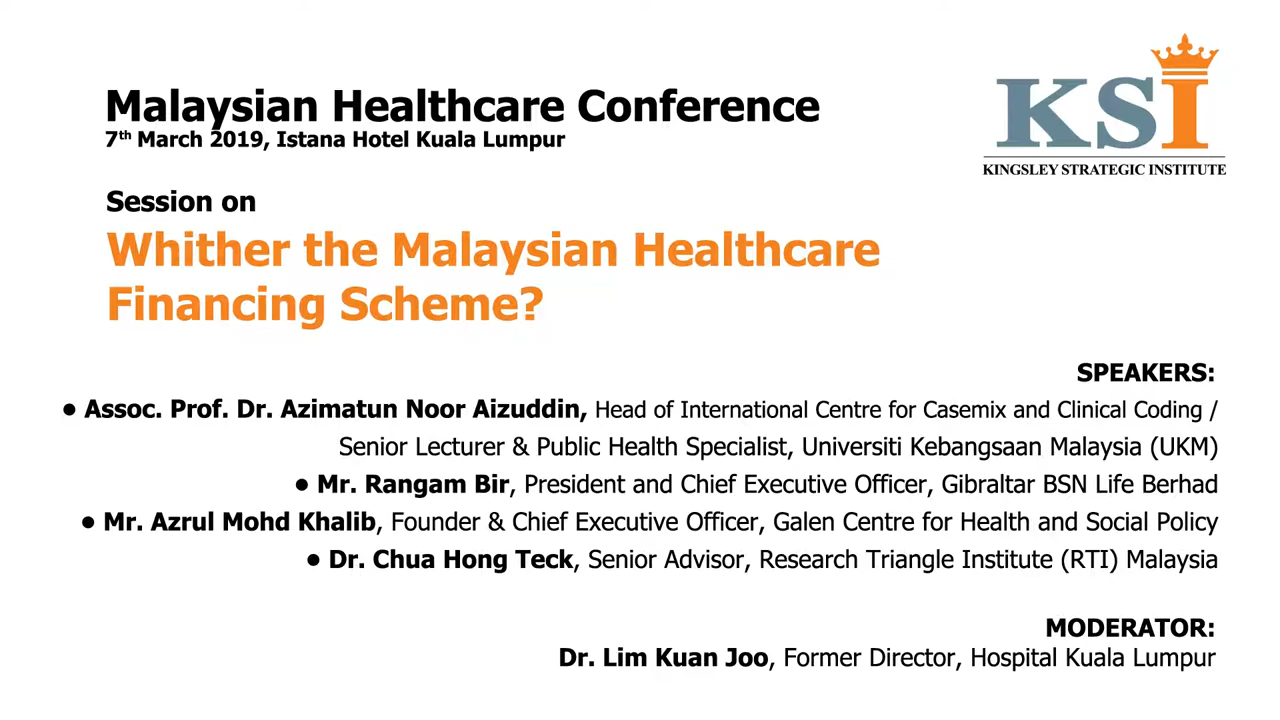 Malaysian Healthcare Conference
7th March 2019, Istana Hotel Kuala Lumpur
KSI
KINGSLEY STRATEGIC INSTITUTE
Session on
Whither the Malaysian Healthcare
Financing Scheme?
SPEAKERS:
● Assoc. Prof. Dr. Azimatun Noor Aizuddin, Head of International Centre for Casemix and Clinical Coding /
Senior Lecturer & Public Health Specialist, Universiti Kebangsaan Malaysia (UKM)
● Mr. Rangam Bir, President and Chief Executive Officer, Gibraltar BSN Life Berhad
● Mr. Azrul Mohd Khalib, Founder & Chief Executive Officer, Galen Centre for Health and Social Policy
● Dr. Chua Hong Teck, Senior Advisor, Research Triangle Institute (RTI) Malaysia
MODERATOR:
Dr. Lim Kuan Joo, Former Director, Hospital Kuala Lumpur